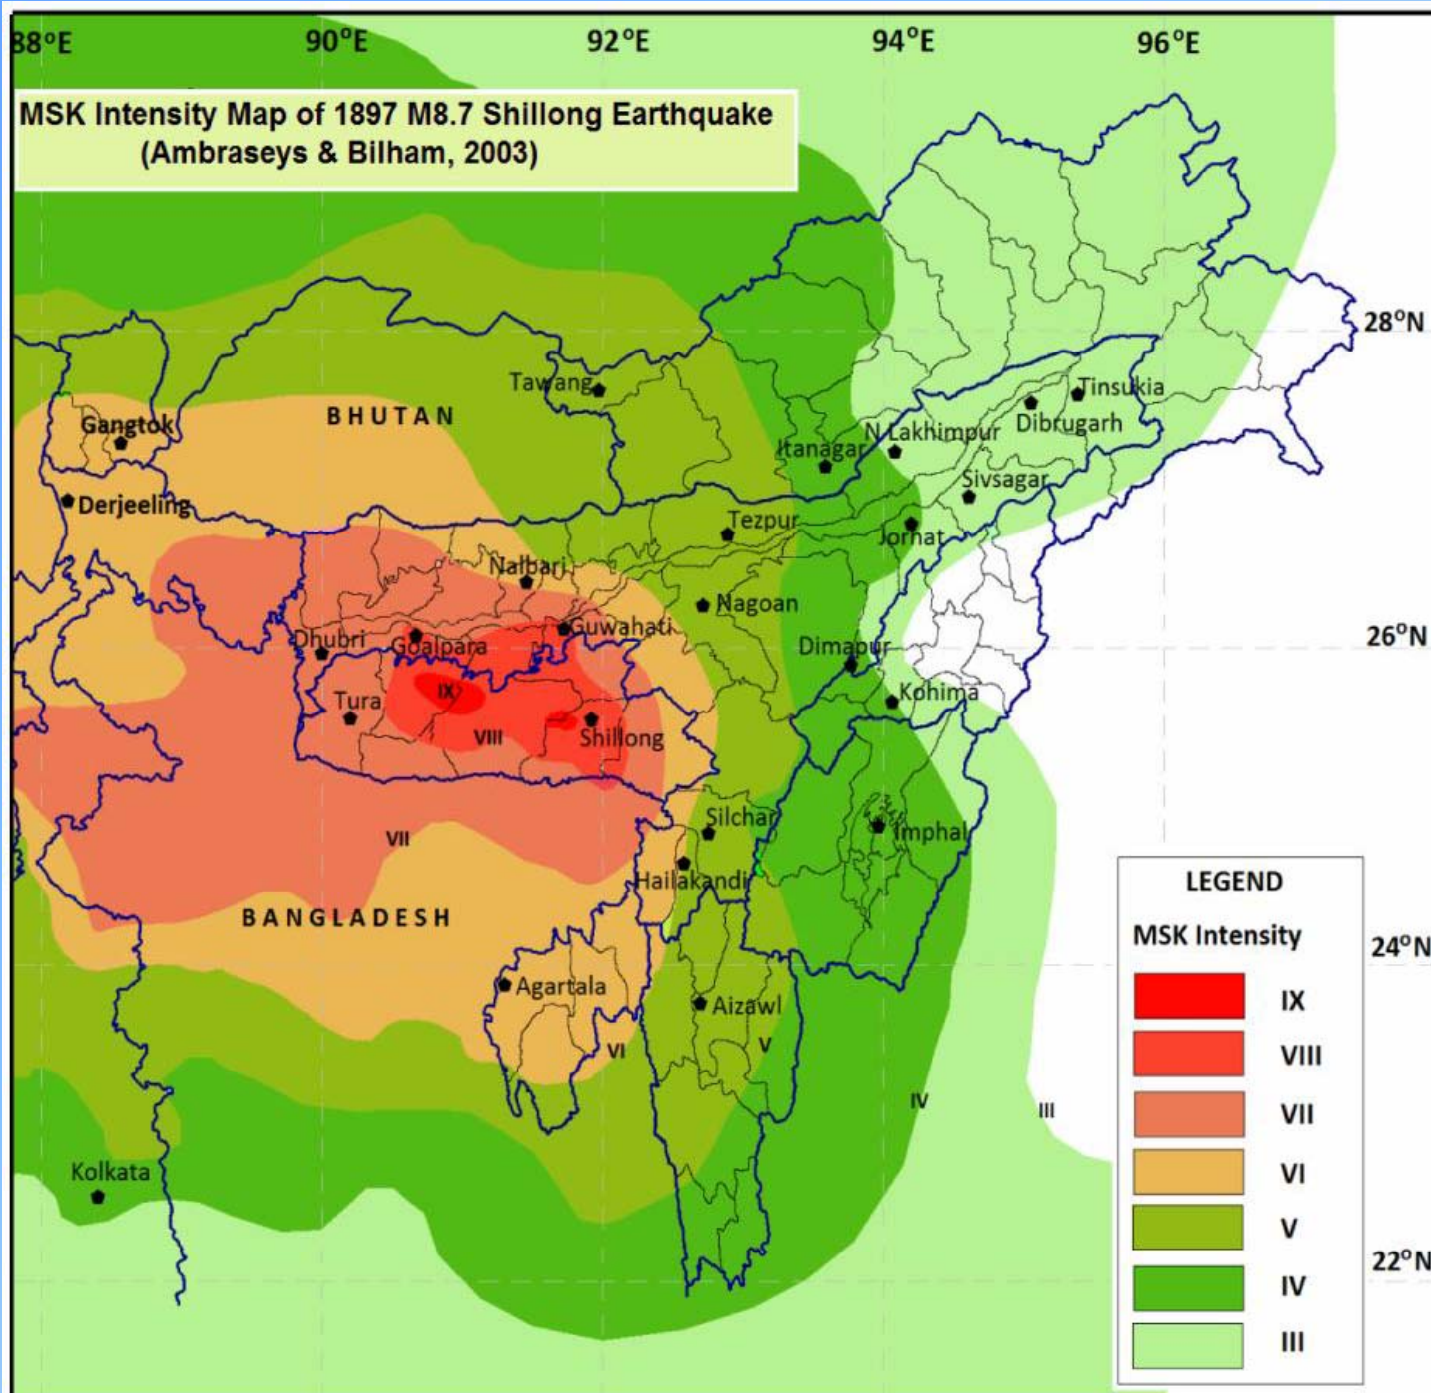 88°E
90°E
92°E
94°E
96°E
MSK Intensity Map of 1897 M8.7 Shillong Earthquake
(Ambraseys & Bilham, 2003)
28°N
Tawang
Tinsukia
BHUTAN
Gangtok
N Lakhimpur
Dibrugarh
Itanagar
Sivsagar
Derjeeling
Tezpur
Jorhat
Nalbari
Nagoan
Guwahati
26°N
Dhubri
Goalpara
Dimapur
IX
Kohima
Tura
VIII
Shillong
Silchar
Imphal
VII
Hailakandi
LEGEND
BANGLADESH
MSK Intensity
24°N
Agartala
Aizawl
IX
VI
V
VIII
IV
III
VII
Kolkata
VI
V
22°N
IV
III